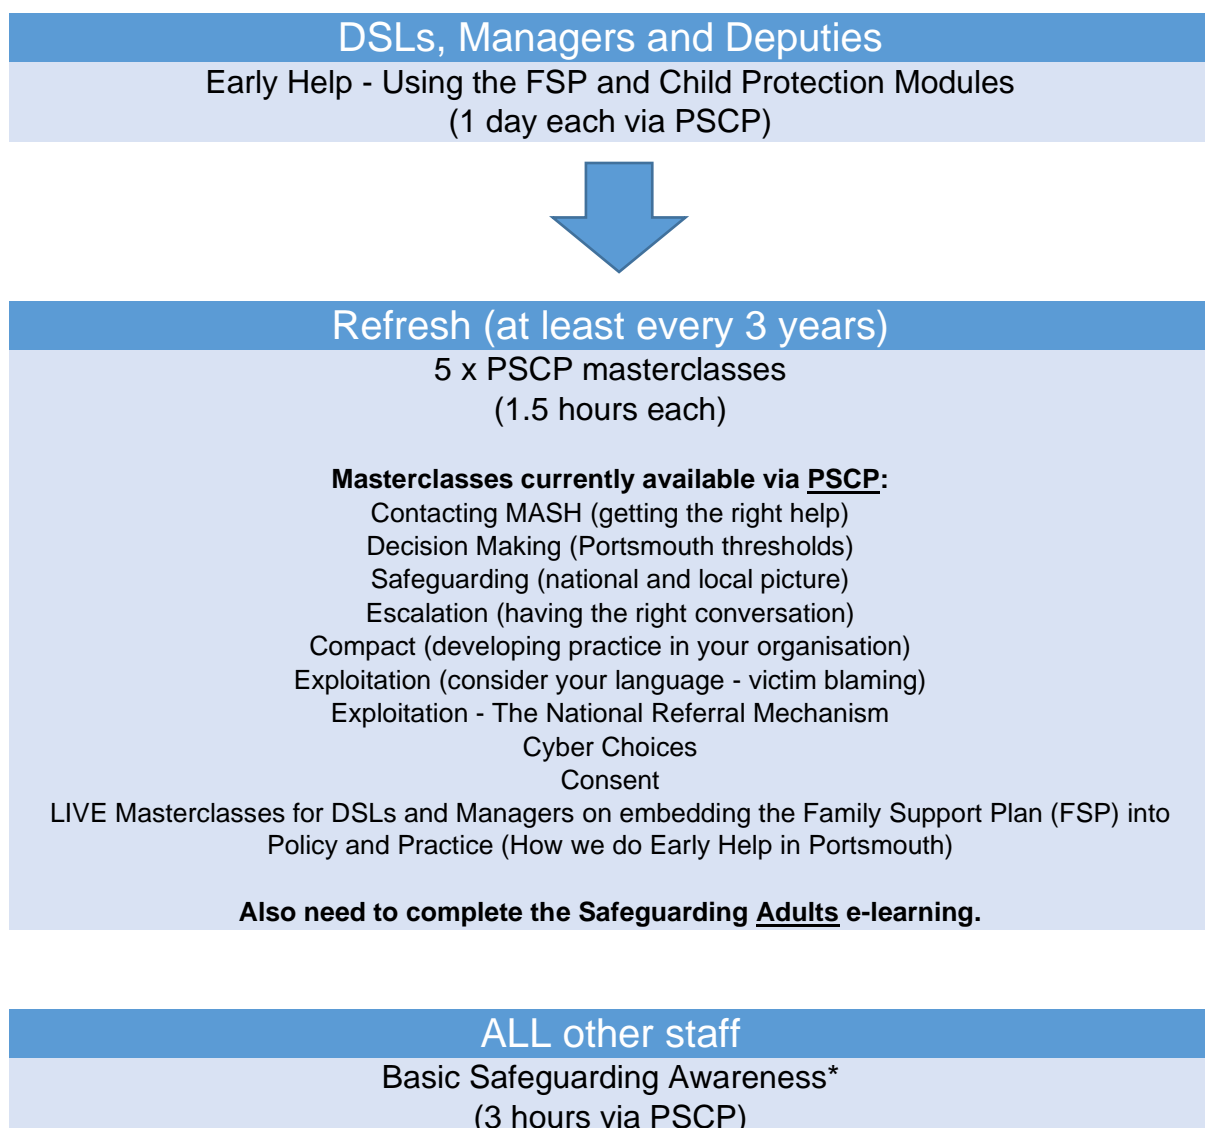 DSLs, Managers and Deputies
Early Help - Using the FSP and Child Protection Modules
(1 day each via PSCP)
Refresh (at least every 3 years)
5 x PSCP masterclasses
(1.5 hours each)
Masterclasses currently available via PSCP:
Contacting MASH (getting the right help)
Decision Making (Portsmouth thresholds)
Safeguarding (national and local picture)
Escalation (having the right conversation)
Compact (developing practice in your organisation)
Exploitation (consider your language - victim blaming)
Exploitation - The National Referral Mechanism
Cyber Choices
Consent
LIVE Masterclasses for DSLs and Managers on embedding the Family Support Plan (FSP) into
Policy and Practice (How we do Early Help in Portsmouth)
Also need to complete the Safeguarding Adults e-learning.
ALL other staff
Basic Safeguarding Awareness*
(3 hours via PSCP)